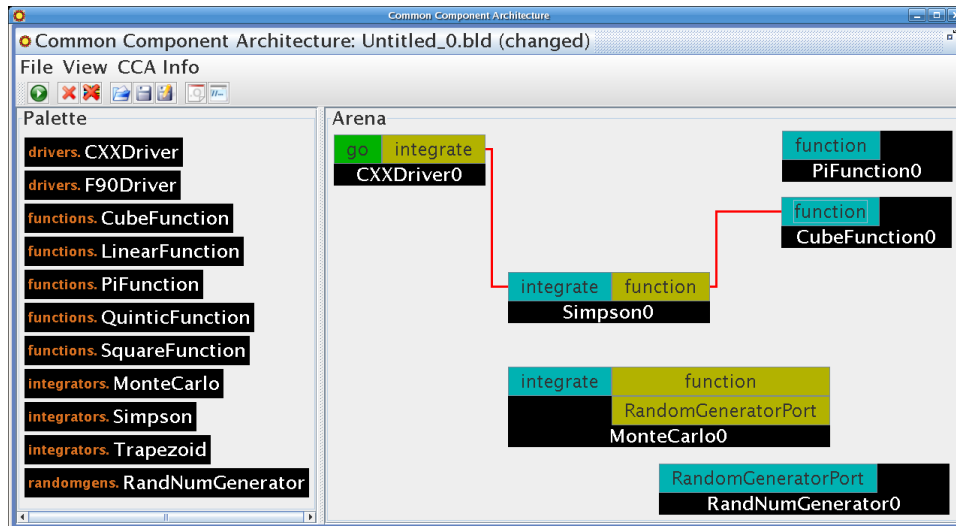 Common Component Architecture
Common Component Architecture: Untitled_0.bld (changed)
File View CCA Info
Palette
drivers. CXXDriver
drivers. F90Driver
functions. CubeFunction
functions. LinearFunction
functions. PiFunction
functions. QuinticFunction
functions. SquareFunction
integrators. MonteCarlo
integrators. Simpson
integrators. Trapezoid
randomgens. RandNumGenerator
Arena
go integrate
CXXDriver0
function
PiFunction0
function
CubeFunction0
integrate function
Simpson0
integrate function
RandomGeneratorPort
MonteCarlo0
RandomGeneratorPort
RandNumGenerator0